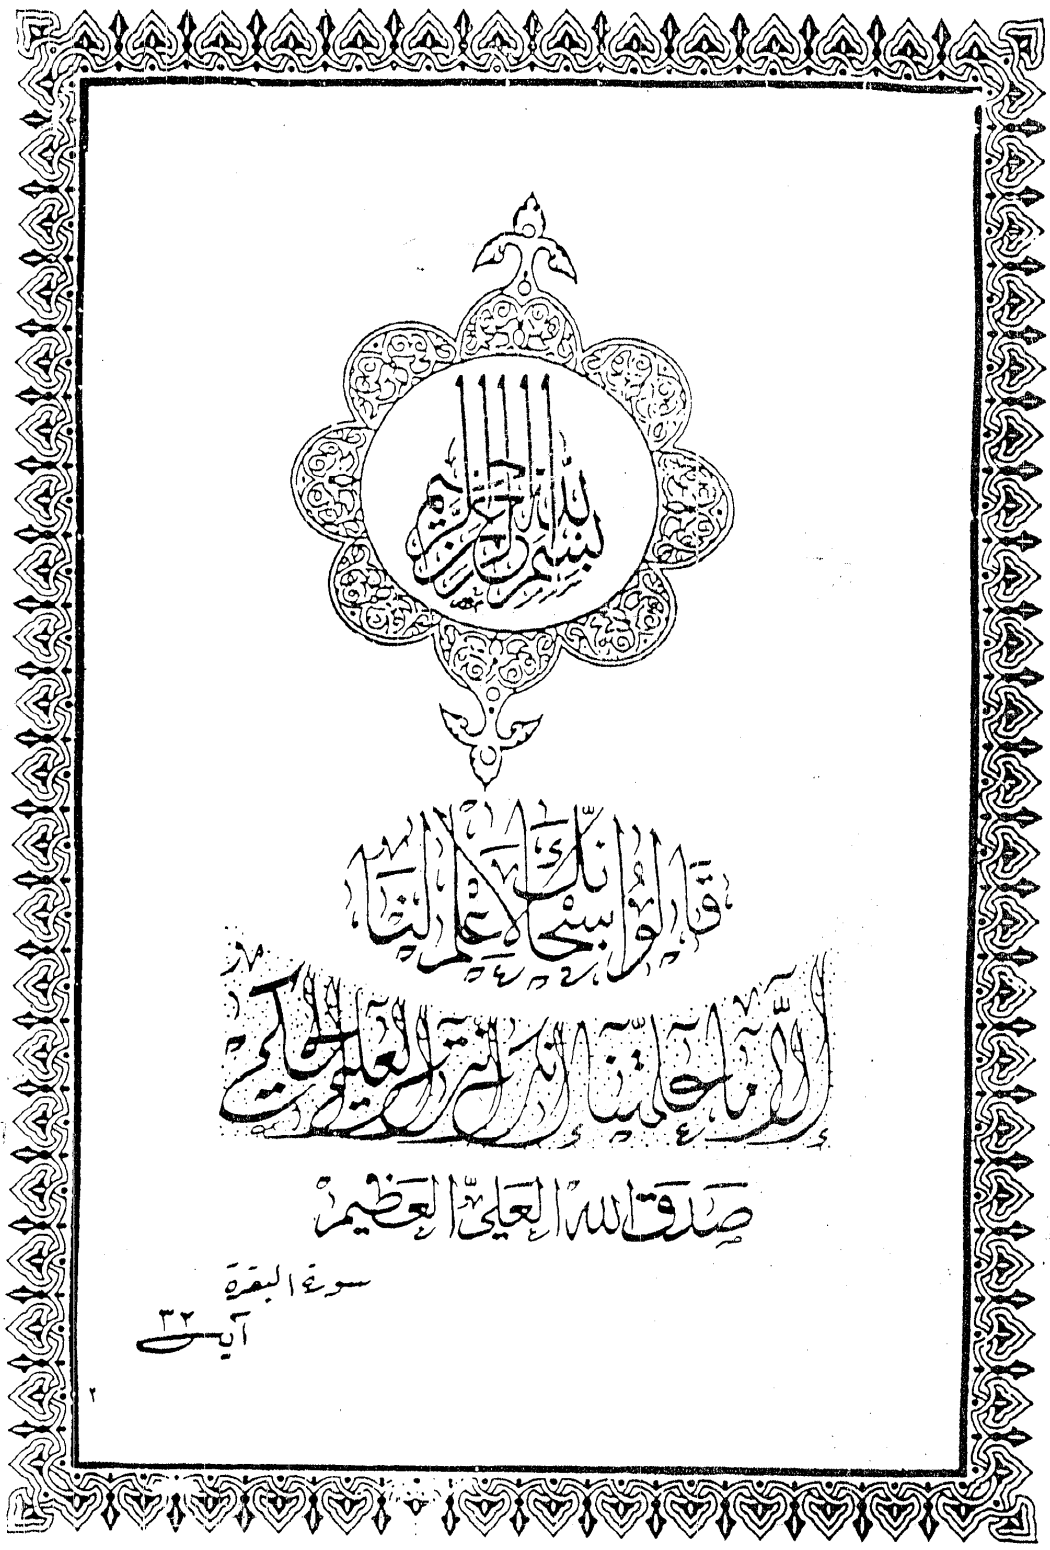 بسم الله الرحمن الرحيم
قالوا سبحانك لا علم لنا
إلا ما علمتنا إنك أنت العليم الحكيم
صدق الله العلي العظيم
سورة البقرة
آية ٣٢
٢